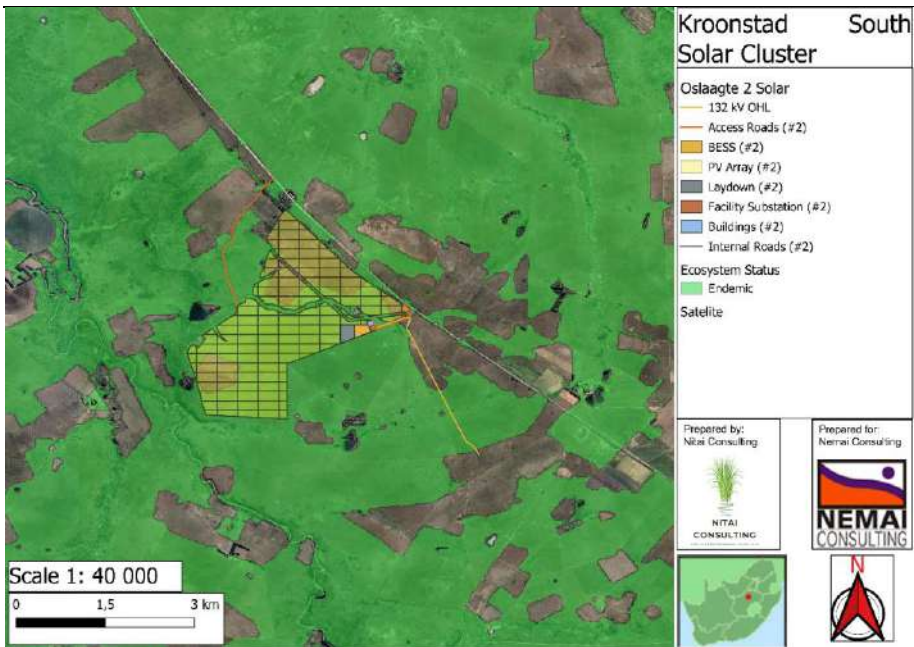 Kroonstad South
Solar Cluster
Oslaagte 2 Solar
132 kV OHL
Access Roads (#2)
BESS (#2)
PV Array (#2)
Laydown (#2)
Facility Substation (#2)
Buildings (#2)
Internal Roads (#2)
Ecosystem Status
Endemic
Satelite
Prepared by:
Nitai Consulting
NITAI
CONSULTING
Prepared for:
Nemai Consulting
NEMAI
CONSULTING
Scale 1: 40 000
0 1,5 3 km
N